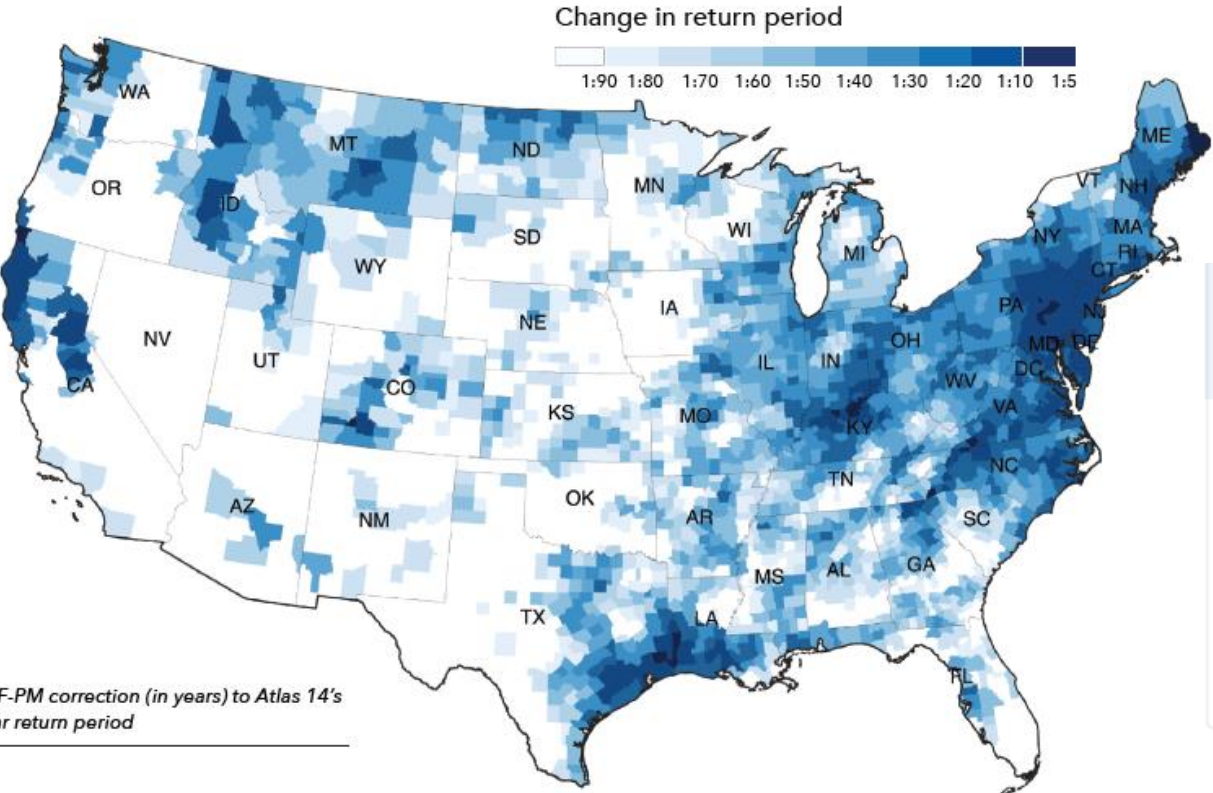 Change in return period
1:90 1:80 1:70 1:60 1:50 1:40 1:30 1:20 1:10 1:5
WA
MT
ND
ME
OR
ID
MN
VT
NH
WI
SD
NY
MA
MI
RI
WY
CT
PA
NJ
IA
NE
NV
OH
MD
DE
UT
IL
IN
DC
CA
CO
WV
KS
MO
VA
KY
NC
TN
OK
AZ
AR
SC
NM
GA
MS
AL
TX
LA
FL
F-PM correction (in years) to Atlas 14's
r return period